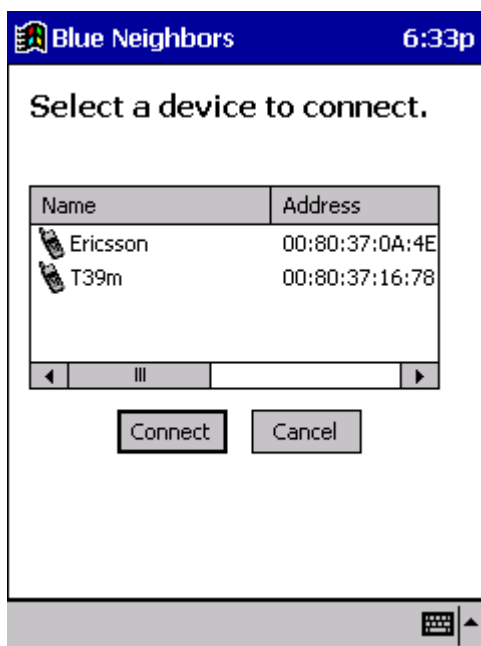 Blue Neighbors 6:33p
Select a device to connect.
Name Address
Ericsson 00:80:37:0A:4E
T39m 00:80:37:16:78
Connect Cancel